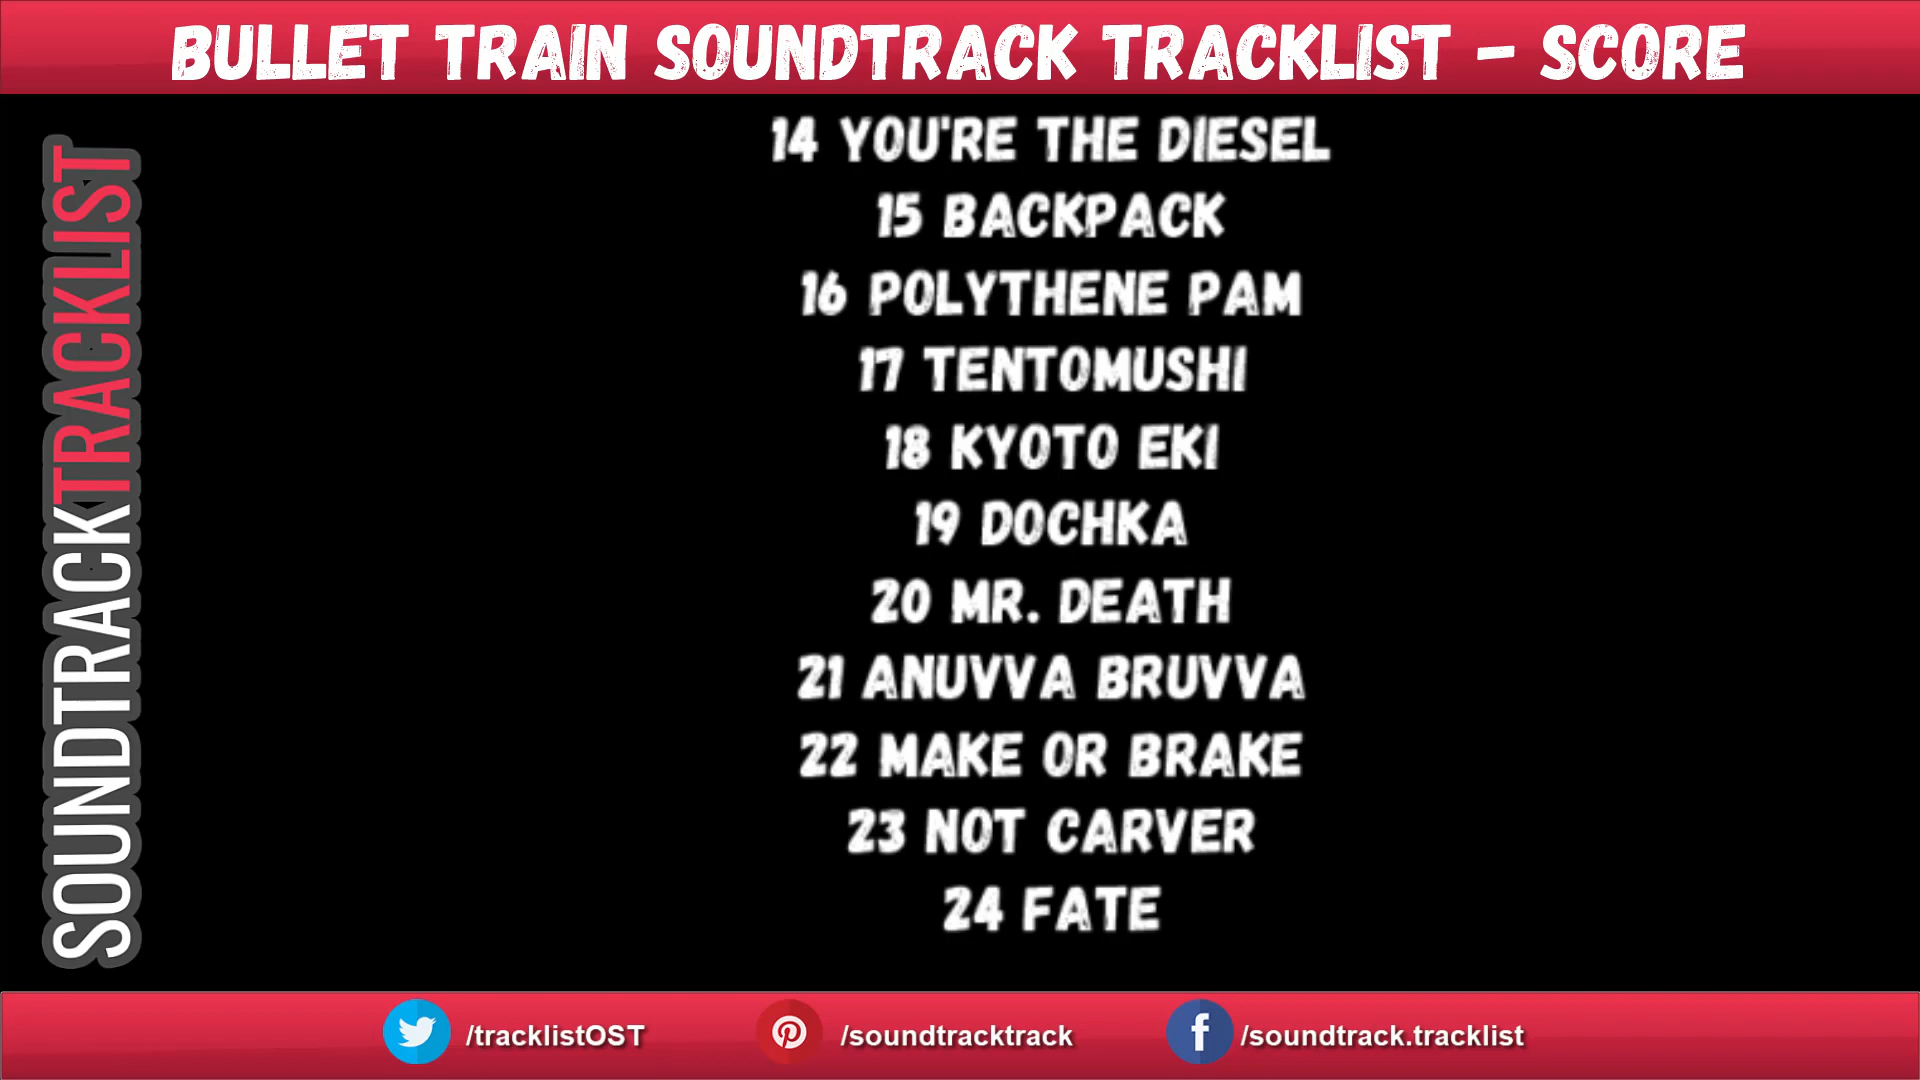 BULLET TRAIN SOUNDTRACK TRACKLIST - SCORE
SOUNDTRACKTRACKLIST
14 YOU'RE THE DIESEL
15 BACKPACK
16 POLYTHENE PAM
17 TENTOMUSHI
18 KYOTO EKI
19 DOCHKA
20 MR. DEATH
21 ANUVVA BRUVVA
22 MAKE OR BRAKE
23 NOT CARVER
24 FATE
/tracklistOST /soundtracktrack /soundtrack.tracklist